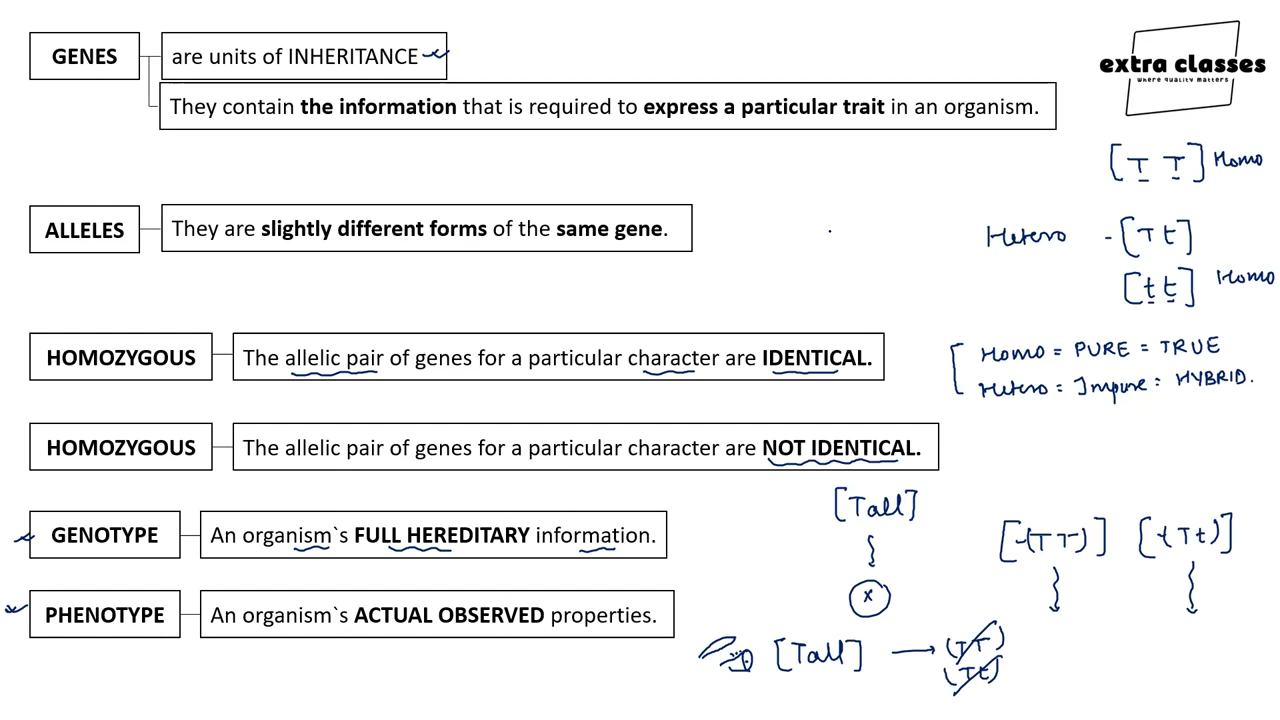 GENES
are units of INHERITANCE
They contain the information that is required to express a particular trait in an organism.
extra classes
where quality matters
[T T] Homo
ALLELES
They are slightly different forms of the same gene.
Hetero - [T t]
[t t] Homo
HOMOZYGOUS
The allelic pair of genes for a particular character are IDENTICAL.
Homo = PURE = TRUE
Hetero = Impure = HYBRID.
HOMOZYGOUS
The allelic pair of genes for a particular character are NOT IDENTICAL.
GENOTYPE
An organism`s FULL HEREDITARY information.
[Tall]
[-(TT)] [-(Tt)]
x
PHENOTYPE
An organism`s ACTUAL OBSERVED properties.
[Tall] → (TT)
(Tt)